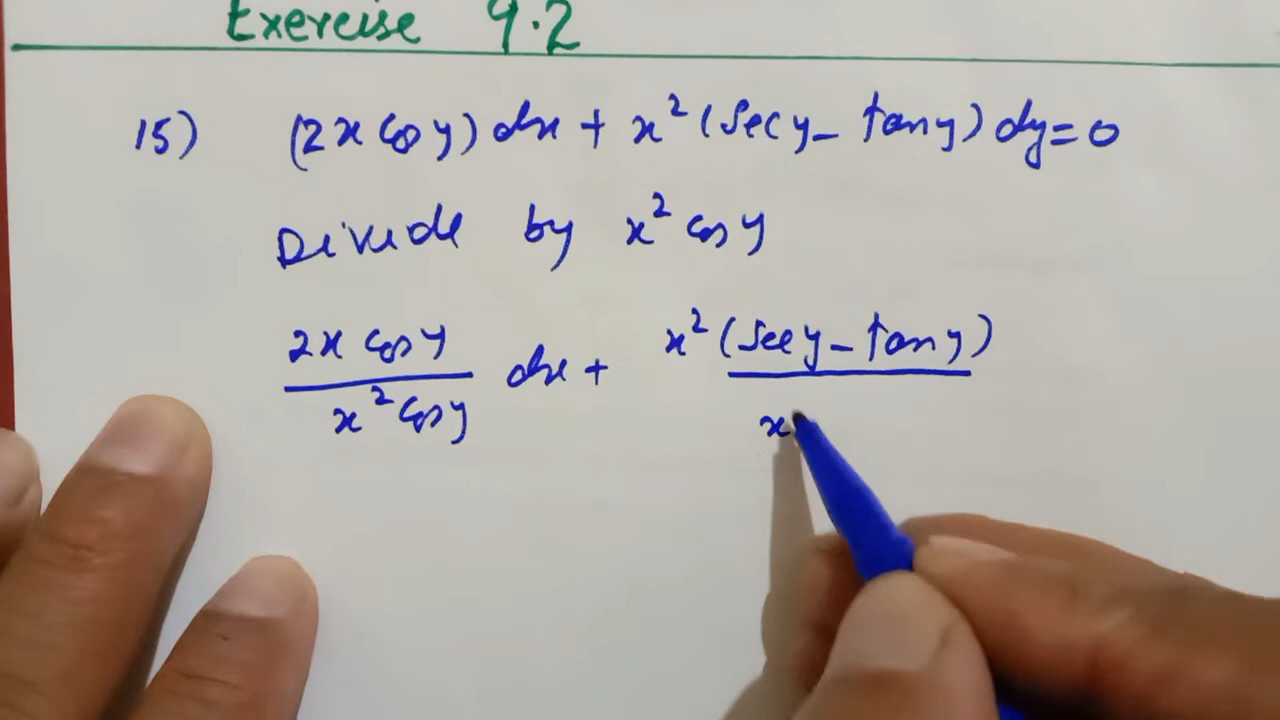 Exercise 9.2
15) (2x cos y) dx + x² (Sec y - tan y) dy = 0
Divide by x² cos y
2x cos y / x² cos y dx + x² (Sec y - tan y) / x